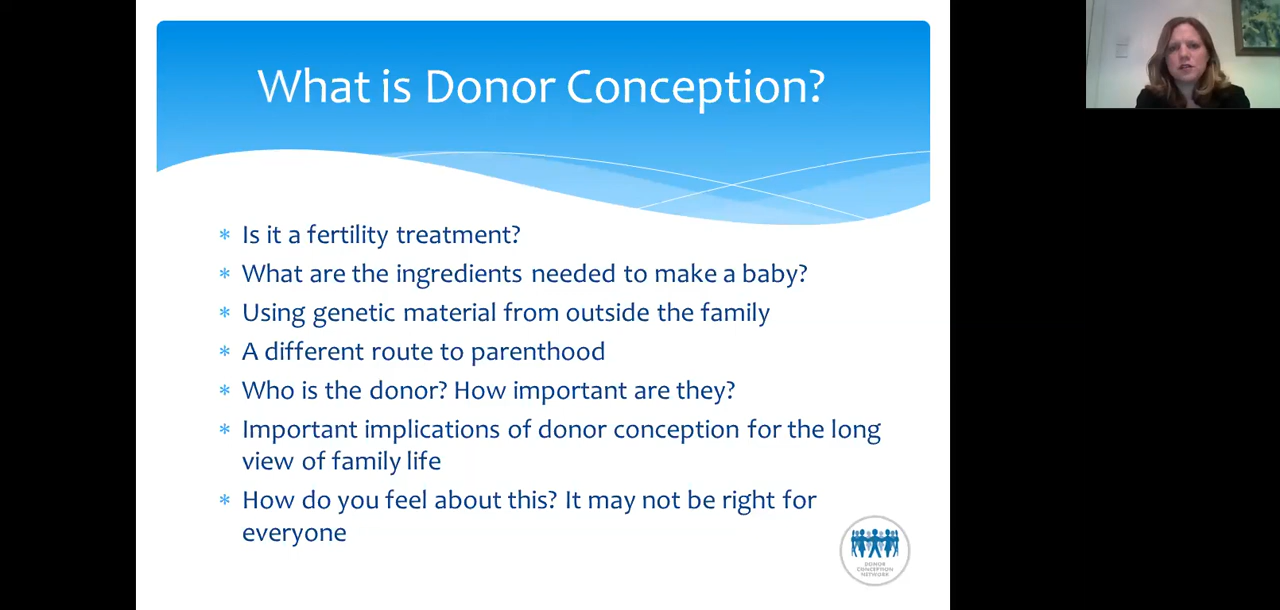 What is Donor Conception?
* Is it a fertility treatment?
* What are the ingredients needed to make a baby?
* Using genetic material from outside the family
* A different route to parenthood
* Who is the donor? How important are they?
* Important implications of donor conception for the long
view of family life
* How do you feel about this? It may not be right for
everyone
DONOR
CONCEPTION
NETWORK